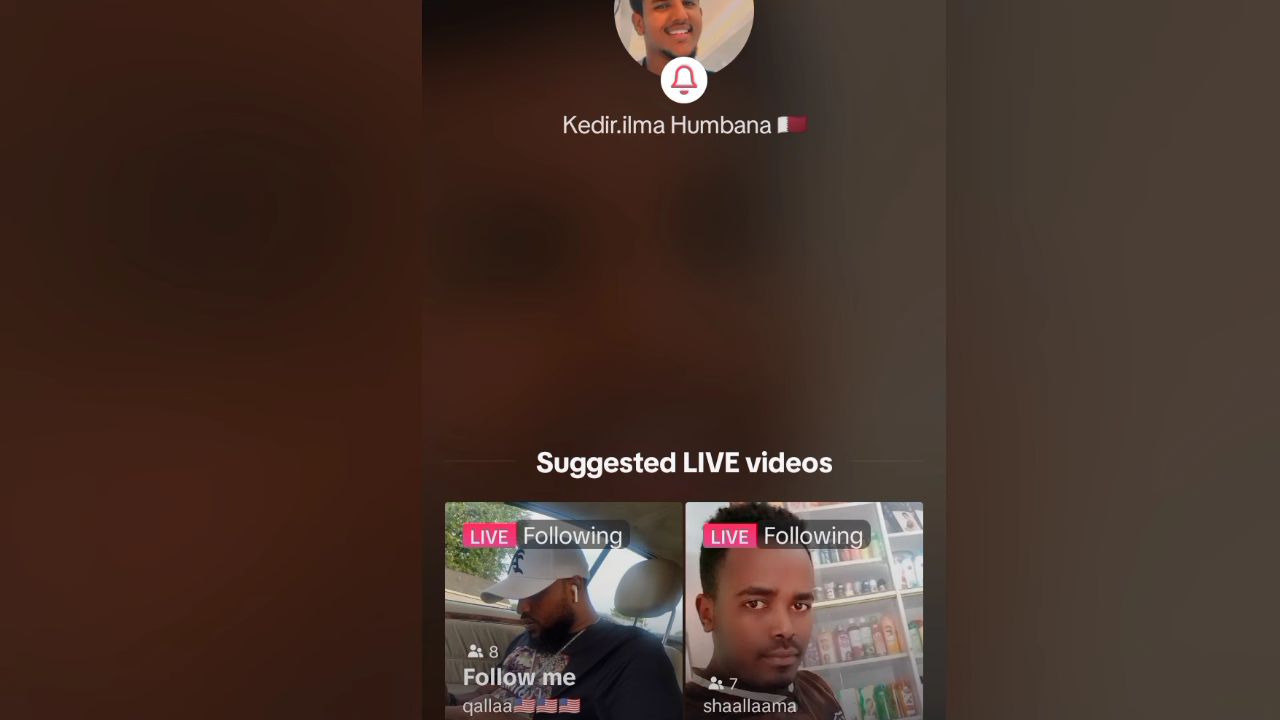 Kedir.ilma Humbana 🇶🇦
Suggested LIVE videos
LIVE Following
LIVE Following
8
Follow me
qallaa🇺🇸🇺🇸🇺🇸
7
shaallaama